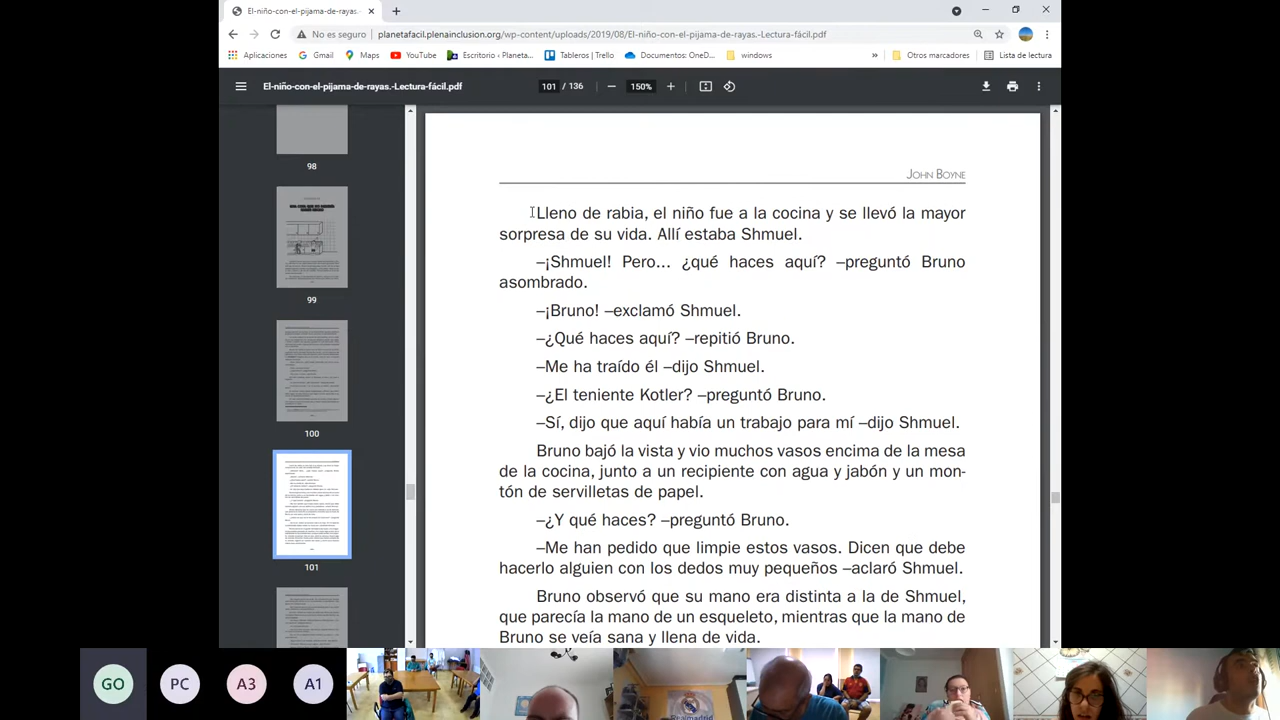 El-niño-con-el-pijama-de-rayas.-
No es seguro
planetafacil.plenainclusion.org/wp-content/uploads/2019/08/El-niño-con-el-pijama-de-rayas.-Lectura-fácil.pdf
Aplicaciones
Gmail
Maps
YouTube
Escritorio – Planeta...
Tableros | Trello
Documentos: OneD...
windows
»
Otros marcadores
Lista de lectura
El-niño-con-el-pijama-de-rayas.-Lectura-fácil.pdf
101 / 136
150%
98
99
100
101
JOHN BOYNE
Lleno de rabia, el niño fue a la cocina y se llevó la mayor
sorpresa de su vida. Allí estaba Shmuel.
–¡Shmuel! Pero... ¿qué haces aquí? –preguntó Bruno
asombrado.
–¡Bruno! –exclamó Shmuel.
–¿Qué haces aquí? –repitió Bruno.
–Me ha traído él –dijo Shmuel.
–¿El teniente Kotler? –preguntó Bruno.
–Sí, dijo que aquí había un trabajo para mí –dijo Shmuel.
Bruno bajó la vista y vio muchos vasos encima de la mesa
de la cocina, junto a un recipiente con agua y jabón y un mon-
tón de servilletas de papel.
–¿Qué haces? –preguntó Bruno.
–Me han pedido que limpie estos vasos. Dicen que debe
hacerlo alguien con los dedos muy pequeños –aclaró Shmuel.
Bruno observó que su mano era distinta a la de Shmuel,
que parecía la mano de un esqueleto, mientras que la mano de
Bruno se veía sana y llena de vida.
GO
PC
A3
A1
Realmadrid